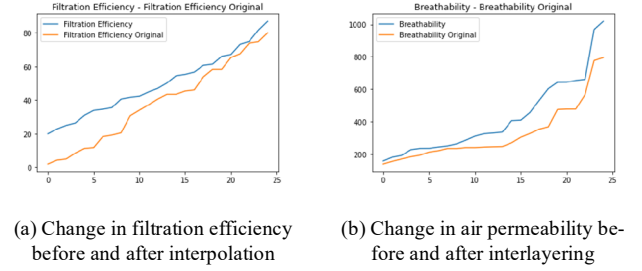 Filtration Efficiency - Filtration Efficiency Original
Filtration Efficiency
Filtration Efficiency Original
80
60
40
20
0
0 5 10 15 20 25
(a) Change in filtration efficiency
before and after interpolation
Breathability - Breathability Original
Breathability
Breathability Original
1000
800
600
400
200
0 5 10 15 20 25
(b) Change in air permeability be-
fore and after interlayering